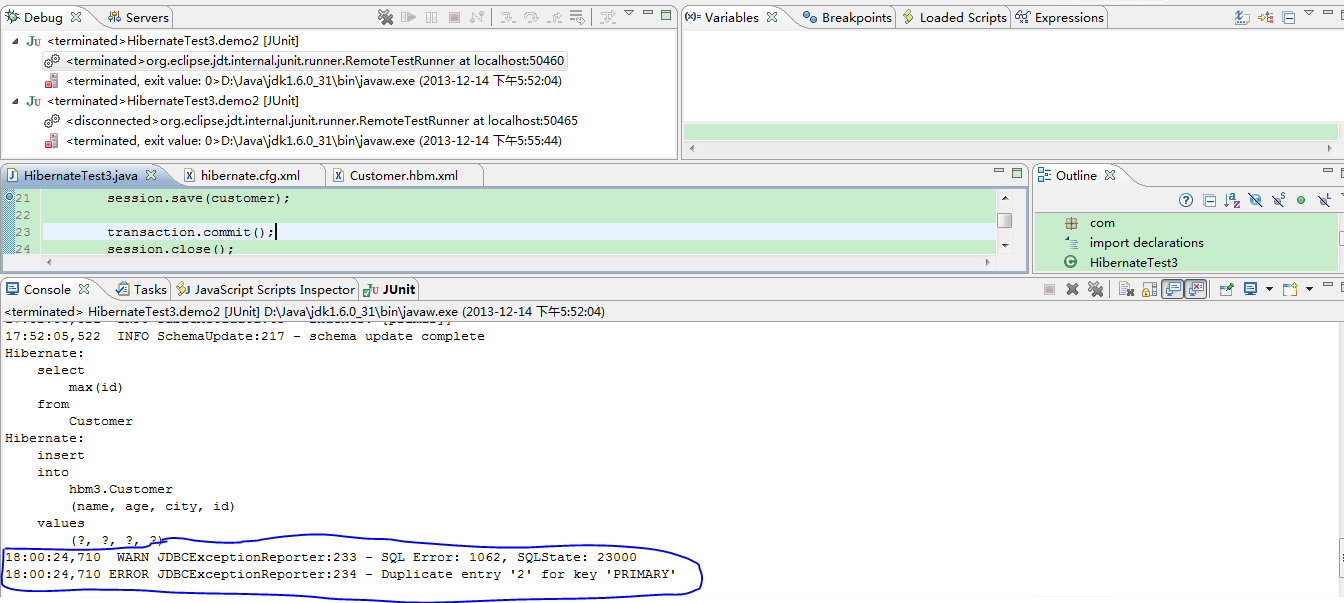 Debug Servers
<terminated>HibernateTest3.demo2 [JUnit]
<terminated>org.eclipse.jdt.internal.junit.runner.RemoteTestRunner at localhost:50460
<terminated, exit value: 0>D:\Java\jdk1.6.0_31\bin\javaw.exe (2013-12-14 下午5:52:04)
<terminated>HibernateTest3.demo2 [JUnit]
<disconnected>org.eclipse.jdt.internal.junit.runner.RemoteTestRunner at localhost:50465
<terminated, exit value: 0>D:\Java\jdk1.6.0_31\bin\javaw.exe (2013-12-14 下午5:55:44)
(x)= Variables Breakpoints Loaded Scripts Expressions
HibernateTest3.java hibernate.cfg.xml Customer.hbm.xml
21 session.save(customer);
22
23 transaction.commit();
24 session.close();
Outline
com
import declarations
HibernateTest3
Console Tasks JavaScript Scripts Inspector JUnit
<terminated> HibernateTest3.demo2 [JUnit] D:\Java\jdk1.6.0_31\bin\javaw.exe (2013-12-14 下午5:52:04)
17:52:05,522 INFO SchemaUpdate:217 - schema update complete
Hibernate:
select
max(id)
from
Customer
Hibernate:
insert
into
hbm3.Customer
(name, age, city, id)
values
(?, ?, ?, ?)
18:00:24,710 WARN JDBCExceptionReporter:233 - SQL Error: 1062, SQLState: 23000
18:00:24,710 ERROR JDBCExceptionReporter:234 - Duplicate entry '2' for key 'PRIMARY'